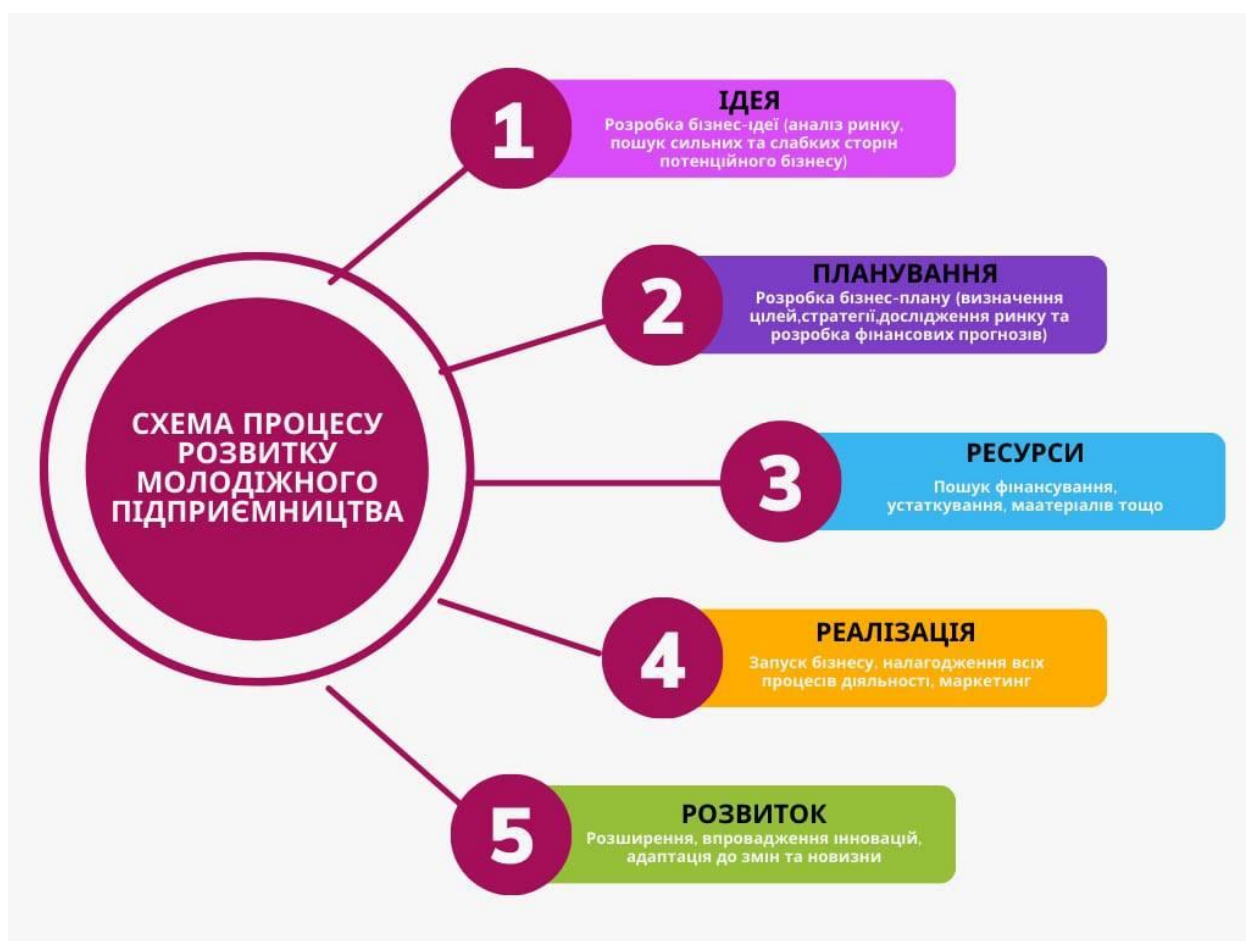 СХЕМА ПРОЦЕСУ
РОЗВИТКУ
МОЛОДІЖНОГО
ПІДПРИЄМНИЦТВА
1
ІДЕЯ
Розробка бізнес-ідеї (аналіз ринку,
пошук сильних та слабких сторін
потенційного бізнесу)
2
ПЛАНУВАННЯ
Розробка бізнес-плану (визначення
цілей,стратегії,дослідження ринку та
розробка фінансових прогнозів)
3
РЕСУРСИ
Пошук фінансування,
устаткування, маатеріалів тощо
4
РЕАЛІЗАЦІЯ
Запуск бізнесу, налагодження всіх
процесів діяльності, маркетинг
5
РОЗВИТОК
Розширення, впровадження інновацій,
адаптація до змін та новизни